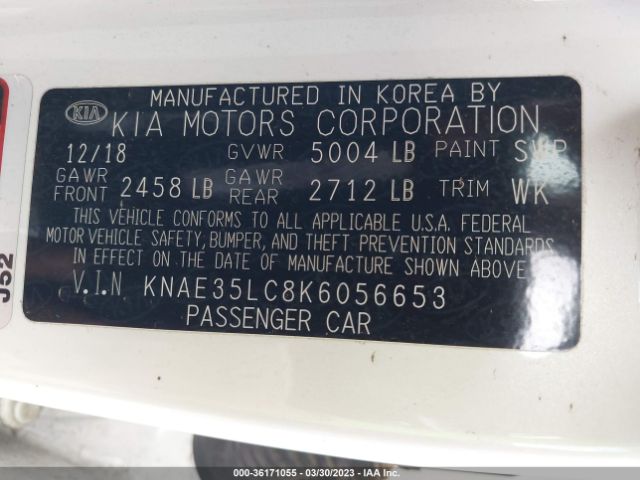 MANUFACTURED IN KOREA BY
KIA KIA MOTORS CORPORATION
12/18 GVWR 5004 LB PAINT SWP
GAWR FRONT 2458 LB GAWR REAR 2712 LB TRIM WK
THIS VEHICLE CONFORMS TO ALL APPLICABLE U.S.A. FEDERAL
MOTOR VEHICLE SAFETY, BUMPER, AND THEFT PREVENTION STANDARDS
IN EFFECT ON THE DATE OF MANUFACTURE SHOWN ABOVE
V.I.N KNAE35LC8K6056653
PASSENGER CAR
J52
000-36171055 — 03/30/2023 — IAA Inc.